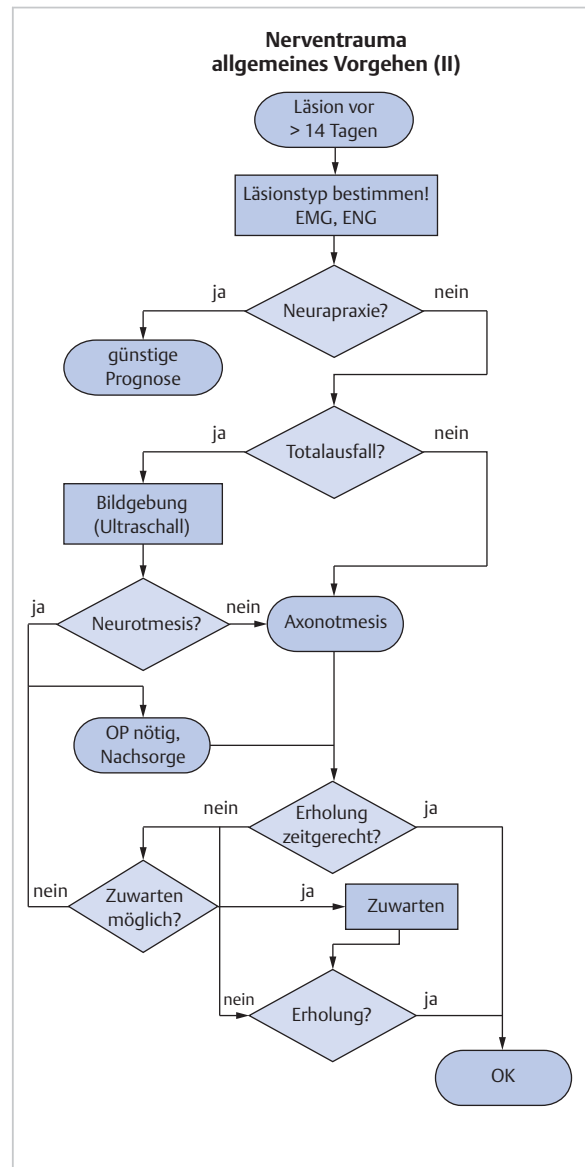 Nerventrauma
allgemeines Vorgehen (II)
Läsion vor
> 14 Tagen
Läsionstyp bestimmen!
EMG, ENG
ja
Neurapraxie?
nein
günstige
Prognose
ja
Totalausfall?
nein
Bildgebung
(Ultraschall)
ja
Neurotmesis?
nein
Axonotmesis
OP nötig,
Nachsorge
nein
Erholung
zeitgerecht?
ja
nein
Zuwarten
möglich?
ja
Zuwarten
nein
Erholung?
ja
OK